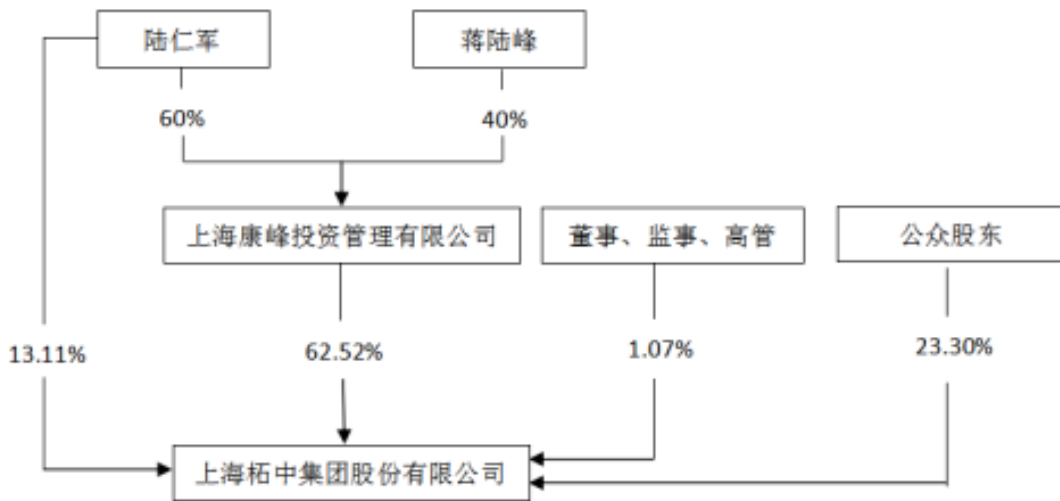 陆仁军
蒋陆峰
60%
40%
上海康峰投资管理有限公司
董事、监事、高管
公众股东
13.11%
62.52%
1.07%
23.30%
上海柘中集团股份有限公司